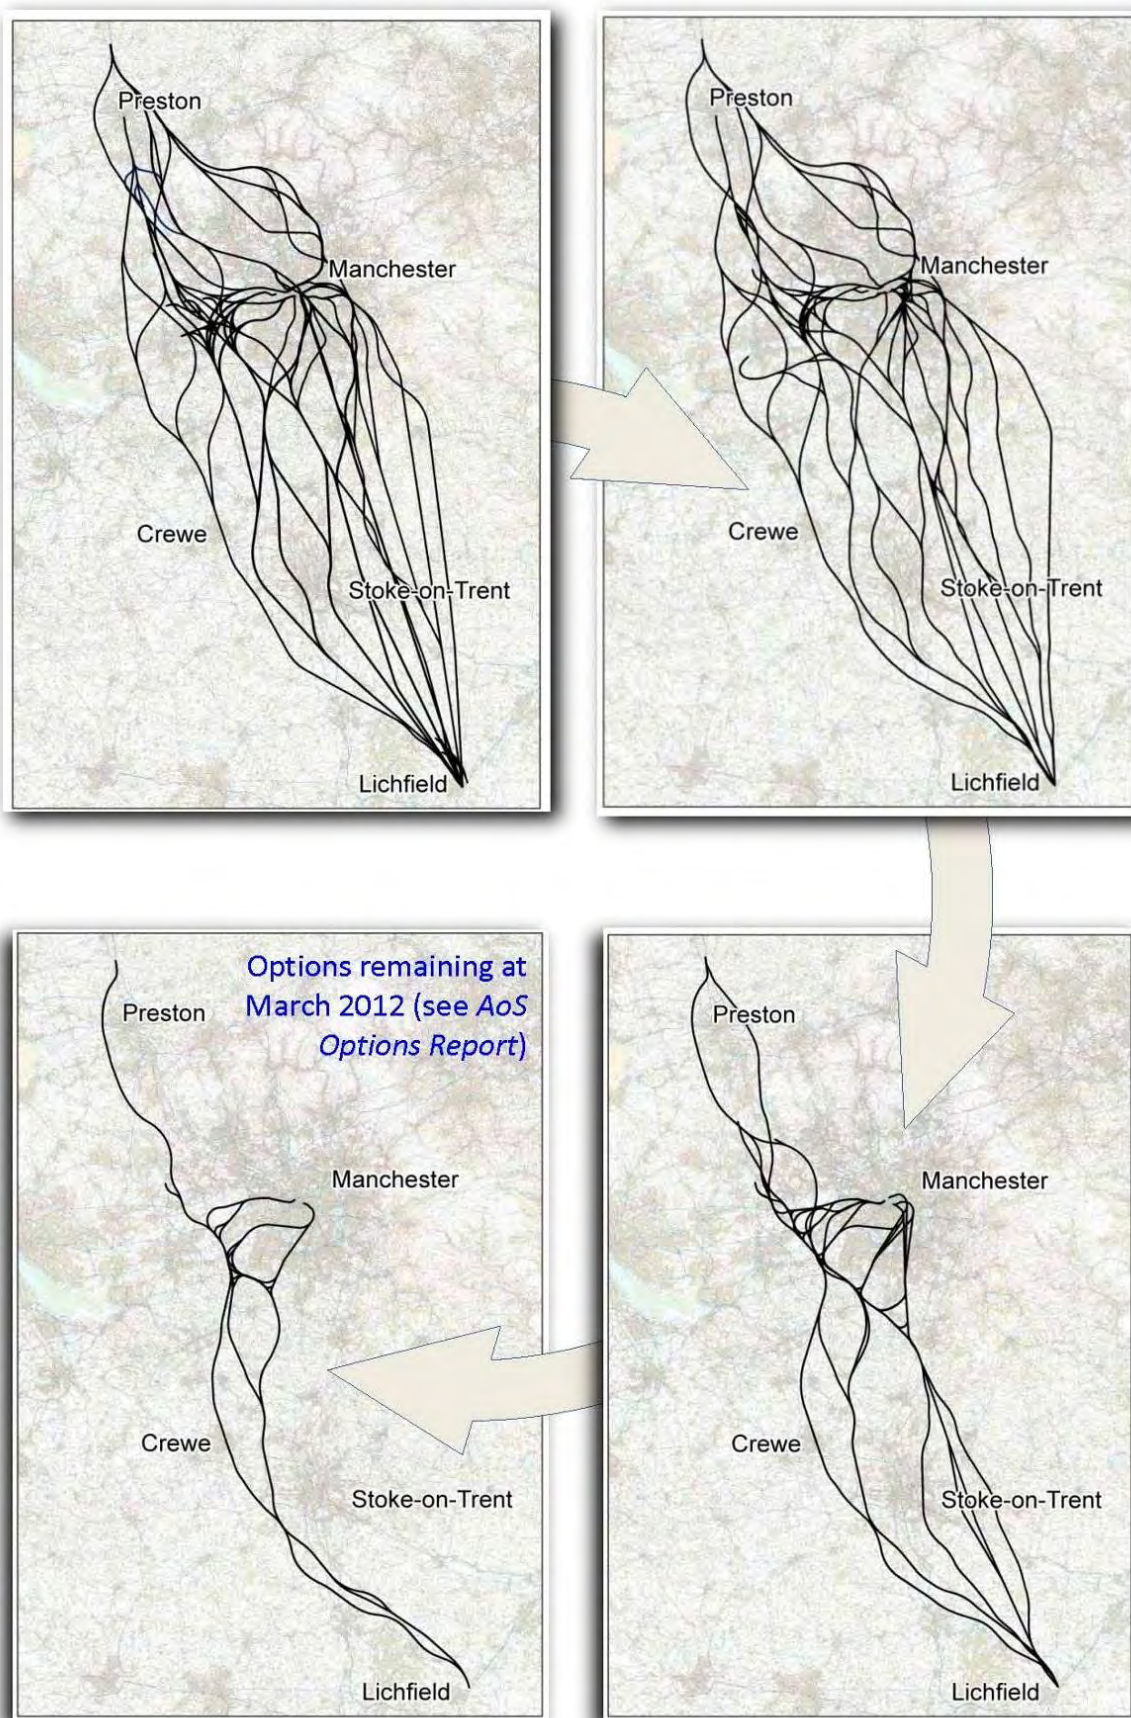 Preston
Manchester
Crewe
Stoke-on-Trent
Lichfield
Preston
Manchester
Crewe
Stoke-on-Trent
Lichfield
Options remaining at
March 2012 (see AoS
Options Report)
Preston
Manchester
Crewe
Stoke-on-Trent
Lichfield
Preston
Manchester
Crewe
Stoke-on-Trent
Lichfield